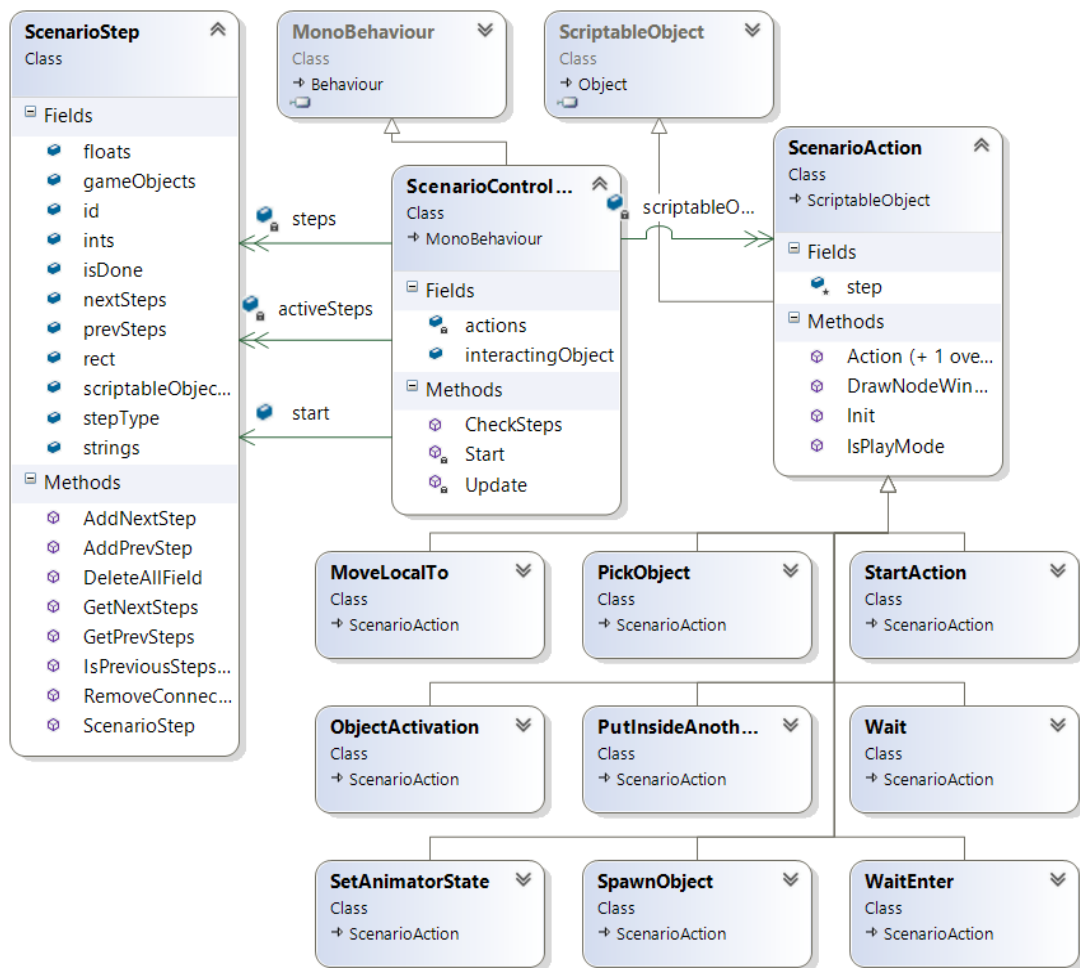 ScenarioStep
Class
Fields
floats
gameObjects
id
ints
isDone
nextSteps
prevSteps
rect
scriptableObjec...
stepType
strings
Methods
AddNextStep
AddPrevStep
DeleteAllField
GetNextSteps
GetPrevSteps
IsPreviousSteps...
RemoveConnec...
ScenarioStep
MonoBehaviour
Class
Behaviour
ScriptableObject
Class
Object
steps
activeSteps
start
ScenarioControl...
Class
MonoBehaviour
Fields
actions
interactingObject
Methods
CheckSteps
Start
Update
scriptableO...
ScenarioAction
Class
ScriptableObject
Fields
step
Methods
Action (+ 1 ove...
DrawNodeWin...
Init
IsPlayMode
MoveLocalTo
Class
ScenarioAction
PickObject
Class
ScenarioAction
StartAction
Class
ScenarioAction
ObjectActivation
Class
ScenarioAction
PutInsideAnoth...
Class
ScenarioAction
Wait
Class
ScenarioAction
SetAnimatorState
Class
ScenarioAction
SpawnObject
Class
ScenarioAction
WaitEnter
Class
ScenarioAction